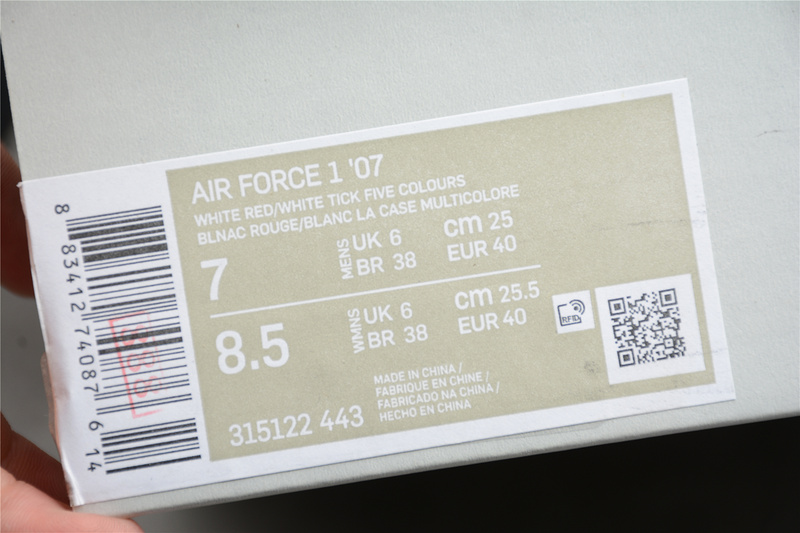 AIR FORCE 1 '07
WHITE RED/WHITE TICK FIVE COLOURS
BLNAC ROUGE/BLANC LA CASE MULTICOLORE
7
MENS
UK 6
BR 38
cm 25
EUR 40
8.5
WMNS
UK 6
BR 38
cm 25.5
EUR 40
RFID
MADE IN CHINA /
FABRIQUE EN CHINE /
FABRICADO NA CHINA /
HECHO EN CHINA
315122 443
8 83412 74087 6 14